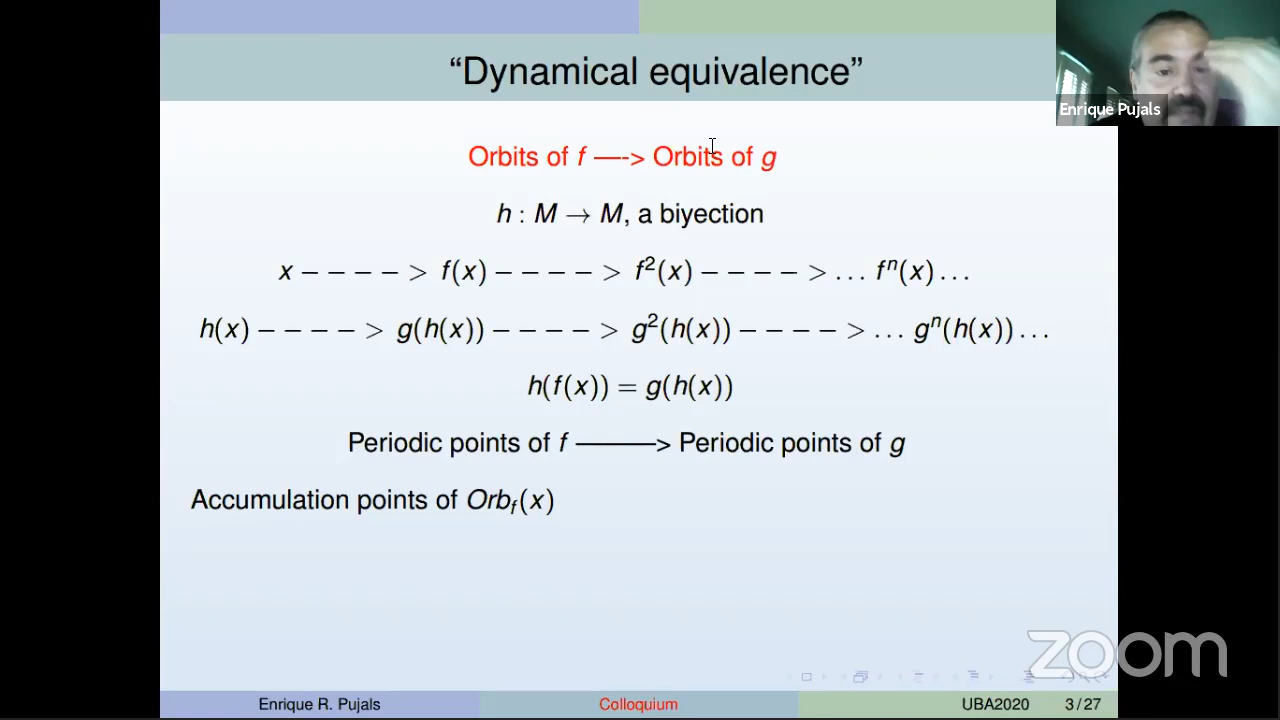 “Dynamical equivalence”
Enrique Pujals
Orbits of f —-> Orbits of g
h : M → M, a biyection
x − − − − > f(x) − − − − > f²(x) − − − − > … fⁿ(x) …
h(x) − − − − > g(h(x)) − − − − > g²(h(x)) − − − − > … gⁿ(h(x)) …
h(f(x)) = g(h(x))
Periodic points of f ———> Periodic points of g
Accumulation points of Orb_f(x)
zoom
Enrique R. Pujals Colloquium UBA2020 3 / 27